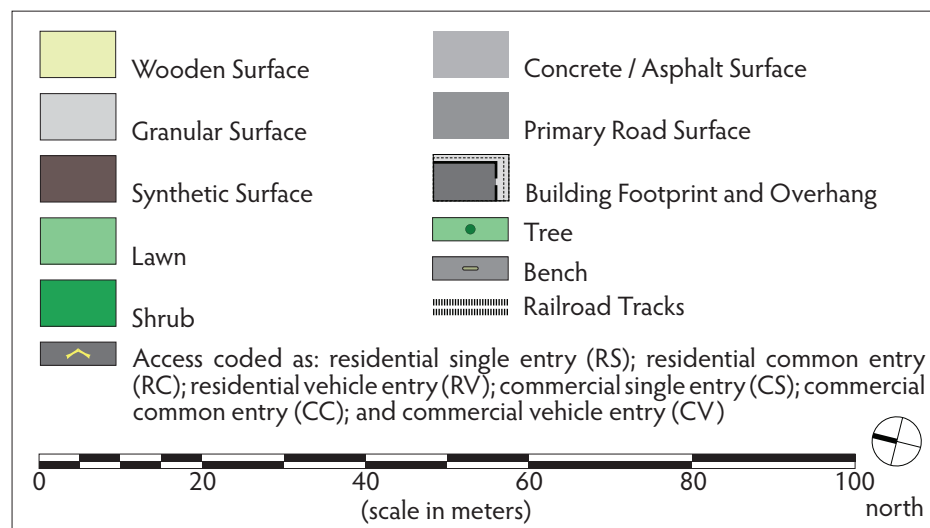 Wooden Surface
Granular Surface
Synthetic Surface
Lawn
Shrub
Concrete / Asphalt Surface
Primary Road Surface
Building Footprint and Overhang
Tree
Bench
Railroad Tracks
Access coded as: residential single entry (RS); residential common entry
(RC); residential vehicle entry (RV); commercial single entry (CS); commercial
common entry (CC); and commercial vehicle entry (CV)
0 20 40 60 80 100
(scale in meters)
north